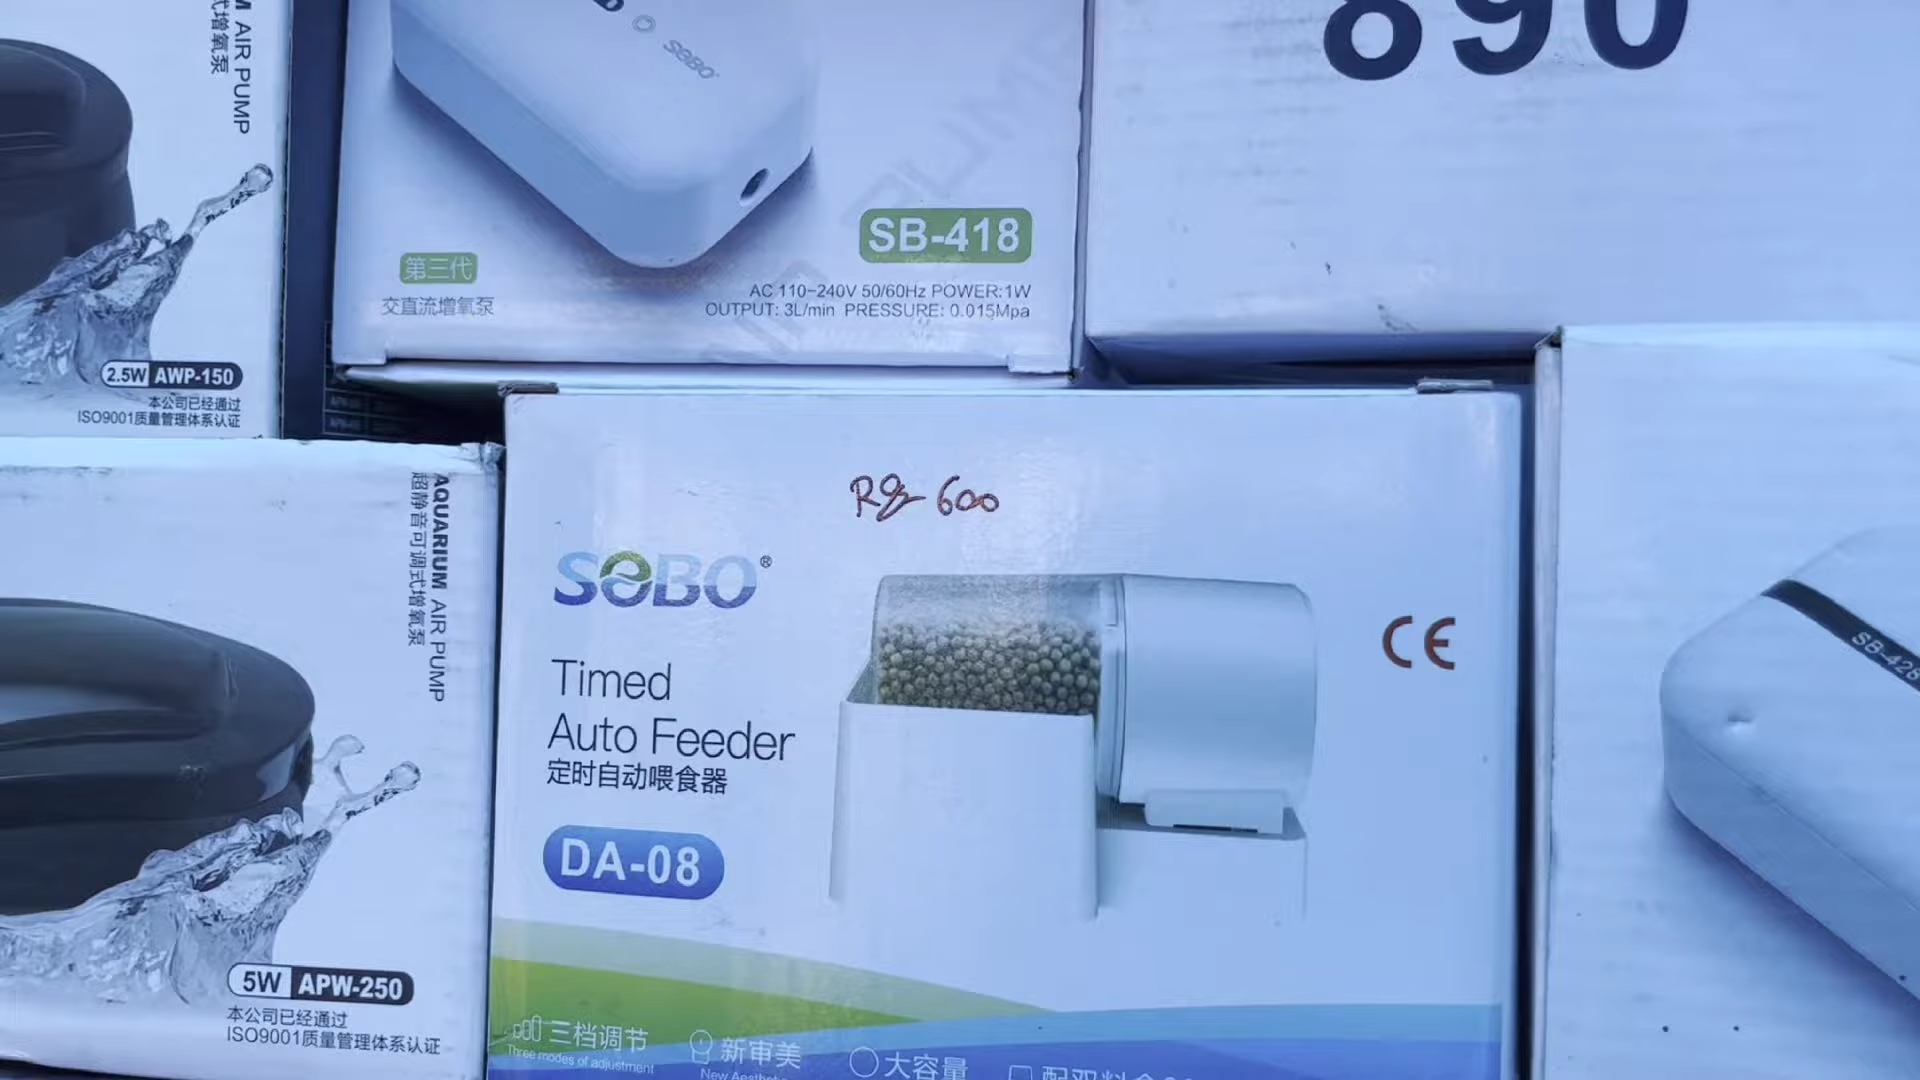 AIR PUMP
SOBO
890
SB-418
第三代
交直流增氧泵
AC 110-240V 50/60Hz POWER:1W
OUTPUT: 3L/min PRESSURE: 0.015Mpa
2.5W AWP-150
本公司已经通过
ISO9001质量管理体系认证
AQUARIUM AIR PUMP
超静音可调式增氧泵
5W APW-250
本公司已经通过
ISO9001质量管理体系认证
Rs 600
SOBO®
CE
Timed
Auto Feeder
定时自动喂食器
DA-08
三档调节
Three modes of adjustment
新审美
New
大容量
SB-428